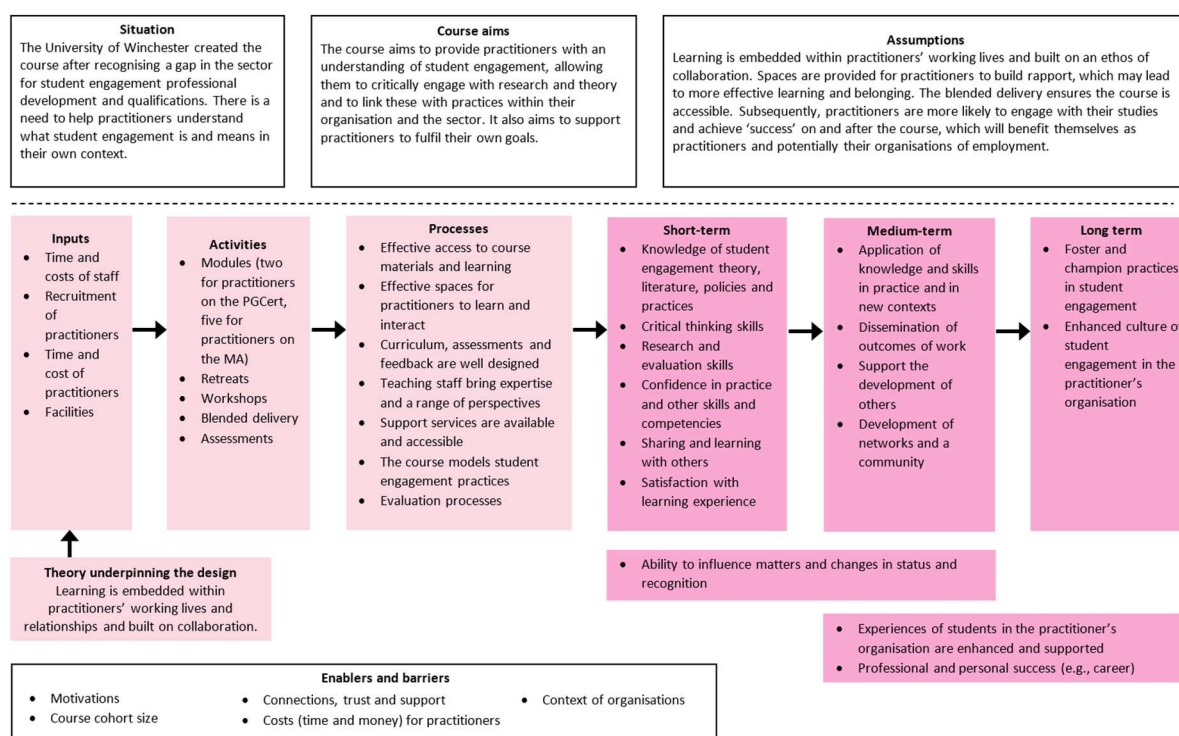 Situation
The University of Winchester created the
course after recognising a gap in the sector
for student engagement professional
development and qualifications. There is a
need to help practitioners understand
what student engagement is and means in
their own context.
Course aims
The course aims to provide practitioners with an
understanding of student engagement, allowing
them to critically engage with research and theory
and to link these with practices within their
organisation and the sector. It also aims to support
practitioners to fulfil their own goals.
Assumptions
Learning is embedded within practitioners’ working lives and built on an ethos of
collaboration. Spaces are provided for practitioners to build rapport, which may lead
to more effective learning and belonging. The blended delivery ensures the course is
accessible. Subsequently, practitioners are more likely to engage with their studies
and achieve ‘success’ on and after the course, which will benefit themselves as
practitioners and potentially their organisations of employment.
Inputs
• Time and
costs of staff
• Recruitment
of
practitioners
• Time and
cost of
practitioners
• Facilities
Activities
• Modules (two
for practitioners
on the PGCert,
five for
practitioners on
the MA)
• Retreats
• Workshops
• Blended delivery
• Assessments
Processes
• Effective access to course
materials and learning
• Effective spaces for
practitioners to learn and
interact
• Curriculum, assessments and
feedback are well designed
• Teaching staff bring expertise
and a range of perspectives
• Support services are available
and accessible
• The course models student
engagement practices
• Evaluation processes
Short-term
• Knowledge of student
engagement theory,
literature, policies and
practices
• Critical thinking skills
• Research and
evaluation skills
• Confidence in practice
and other skills and
competencies
• Sharing and learning
with others
• Satisfaction with
learning experience
Medium-term
• Application of
knowledge and skills
in practice and in
new contexts
• Dissemination of
outcomes of work
• Support the
development of
others
• Development of
networks and a
community
Long term
• Foster and
champion practices
in student
engagement
• Enhanced culture of
student
engagement in the
practitioner’s
organisation
Theory underpinning the design
Learning is embedded within
practitioners’ working lives and
relationships and built on collaboration.
• Ability to influence matters and changes in status and
recognition
• Experiences of students in the practitioner’s
organisation are enhanced and supported
• Professional and personal success (e.g., career)
Enablers and barriers
• Motivations
• Course cohort size
• Connections, trust and support
• Costs (time and money) for practitioners
• Context of organisations